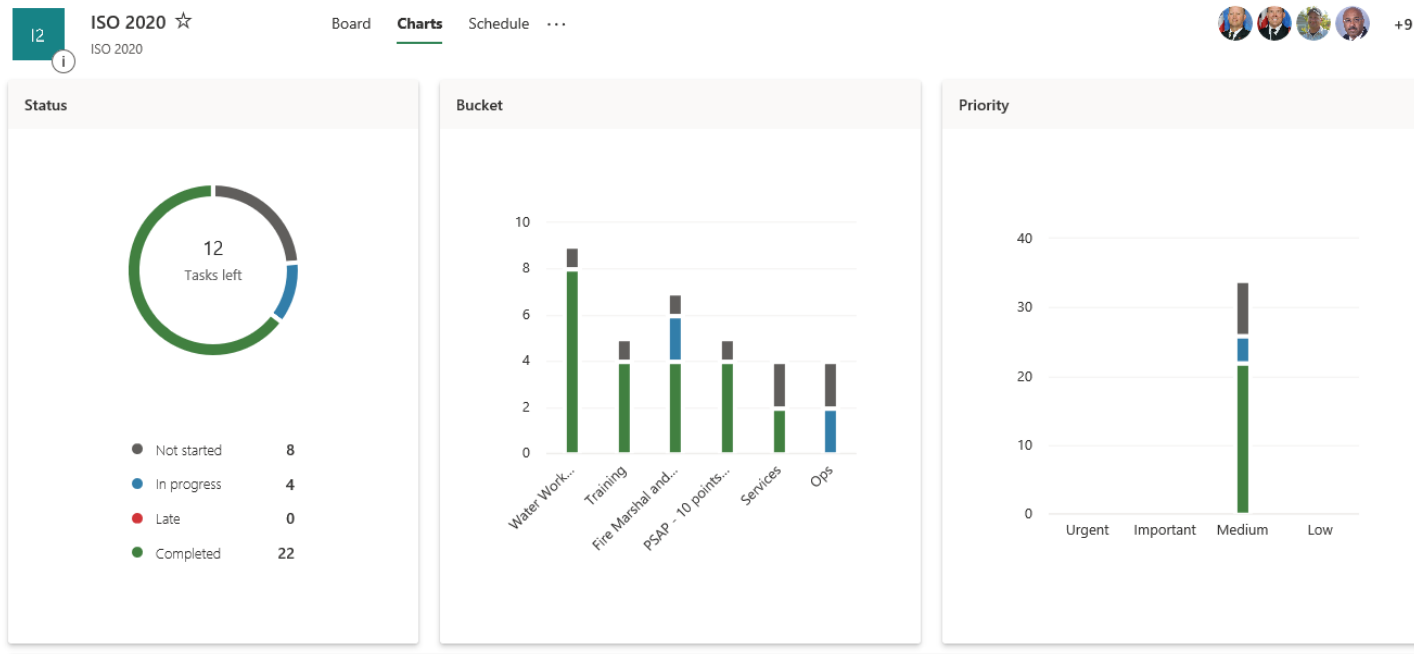 I2
ISO 2020
ISO 2020
i
Board Charts Schedule ...
+9
Status
12
Tasks left
Not started 8
In progress 4
Late 0
Completed 22
Bucket
10
8
6
4
2
0
Water Work...
Training
Fire Marshal and...
PSAP - 10 points...
Services
Ops
Priority
40
30
20
10
0
Urgent Important Medium Low